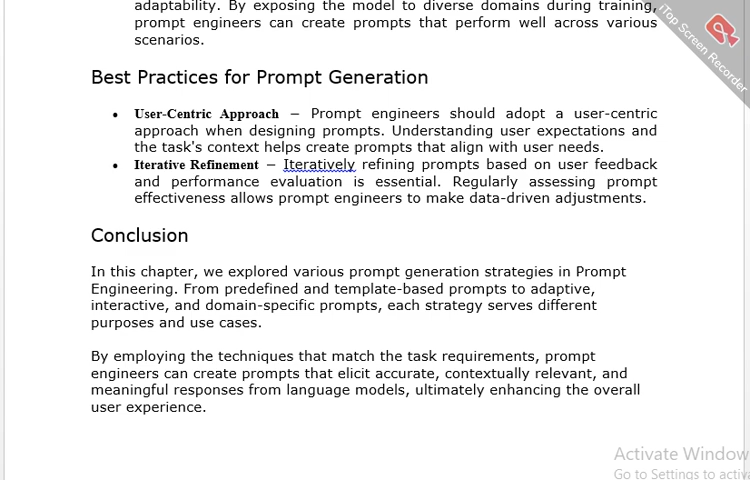 adaptability. By exposing the model to diverse domains during training,
prompt engineers can create prompts that perform well across various
scenarios.
Best Practices for Prompt Generation
• User-Centric Approach − Prompt engineers should adopt a user-centric
approach when designing prompts. Understanding user expectations and
the task's context helps create prompts that align with user needs.
• Iterative Refinement − Iteratively refining prompts based on user feedback
and performance evaluation is essential. Regularly assessing prompt
effectiveness allows prompt engineers to make data-driven adjustments.
Conclusion
In this chapter, we explored various prompt generation strategies in Prompt
Engineering. From predefined and template-based prompts to adaptive,
interactive, and domain-specific prompts, each strategy serves different
purposes and use cases.
By employing the techniques that match the task requirements, prompt
engineers can create prompts that elicit accurate, contextually relevant, and
meaningful responses from language models, ultimately enhancing the overall
user experience.
iTop Screen Recorder
Activate Window
Go to Settings to activa